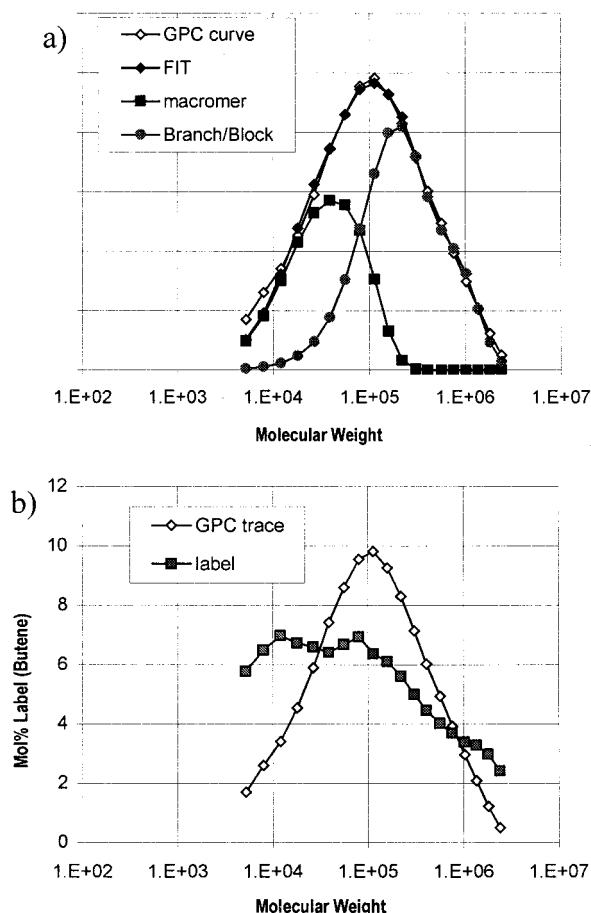 a)
GPC curve
FIT
macromer
Branch/Block
1.E+02 1.E+03 1.E+04 1.E+05 1.E+06 1.E+07
Molecular Weight
b)
GPC trace
label
Mol% Label (Butene)
12
10
8
6
4
2
0
1.E+02 1.E+03 1.E+04 1.E+05 1.E+06 1.E+07
Molecular Weight